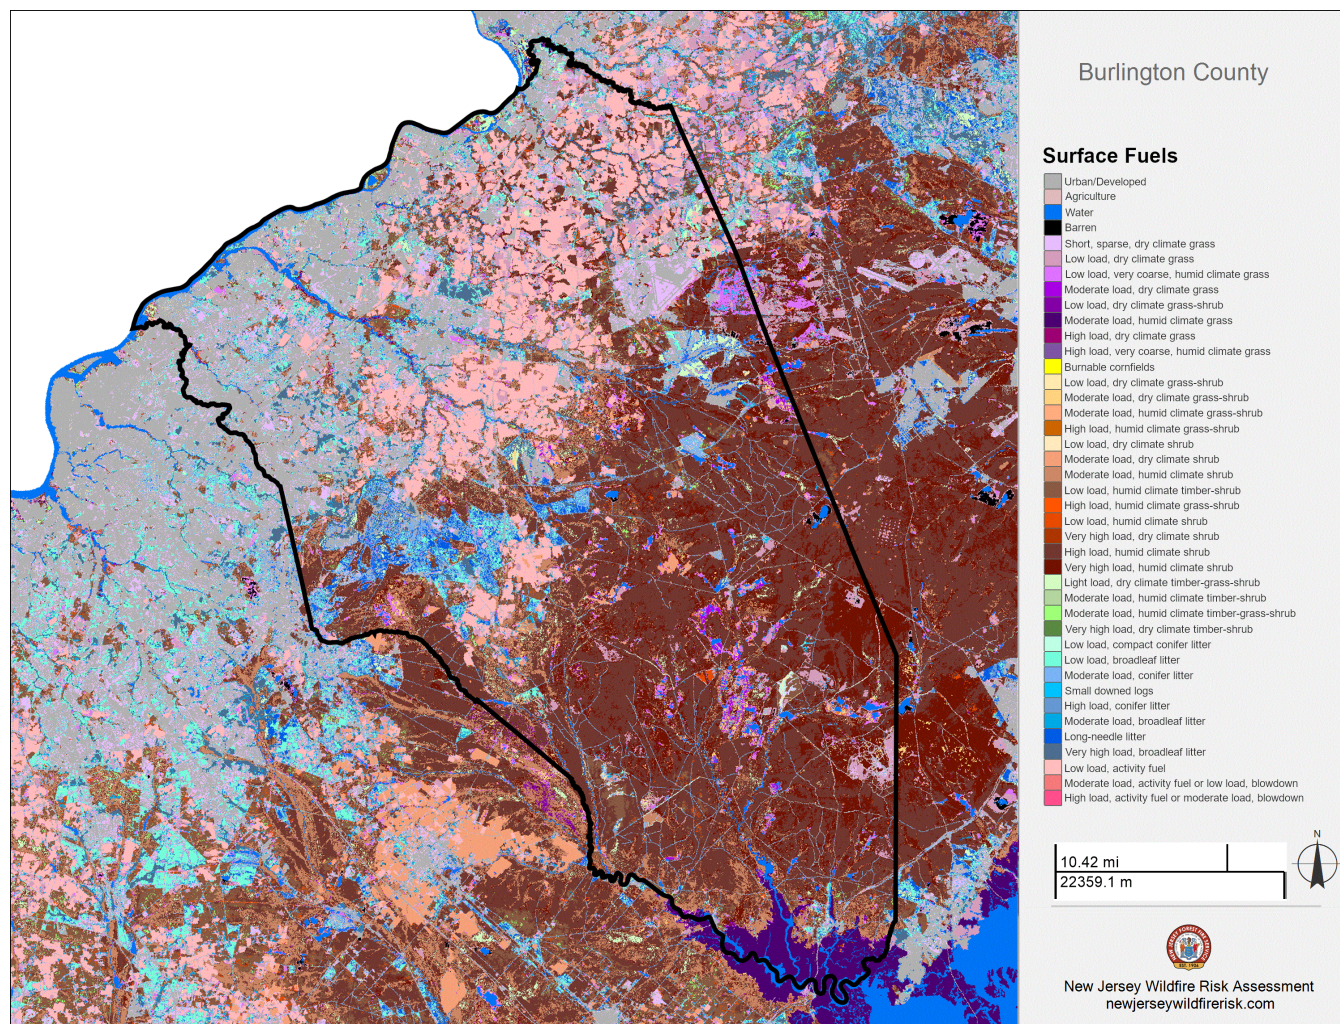 Burlington County
Surface Fuels
Urban/Developed
Agriculture
Water
Barren
Short, sparse, dry climate grass
Low load, dry climate grass
Low load, very coarse, humid climate grass
Moderate load, dry climate grass
Low load, dry climate grass-shrub
Moderate load, humid climate grass
High load, dry climate grass
High load, very coarse, humid climate grass
Burnable cornfields
Low load, dry climate grass-shrub
Moderate load, dry climate grass-shrub
Moderate load, humid climate grass-shrub
High load, humid climate grass-shrub
Low load, dry climate shrub
Moderate load, dry climate shrub
Moderate load, humid climate shrub
Low load, humid climate timber-shrub
High load, humid climate grass-shrub
Low load, humid climate shrub
Very high load, dry climate shrub
High load, humid climate shrub
Very high load, humid climate shrub
Light load, dry climate timber-grass-shrub
Moderate load, humid climate timber-shrub
Moderate load, humid climate timber-grass-shrub
Very high load, dry climate timber-shrub
Low load, compact conifer litter
Low load, broadleaf litter
Moderate load, conifer litter
Small downed logs
High load, conifer litter
Moderate load, broadleaf litter
Long-needle litter
Very high load, broadleaf litter
Low load, activity fuel
Moderate load, activity fuel or low load, blowdown
High load, activity fuel or moderate load, blowdown
N
10.42 mi
22359.1 m
NEW JERSEY FOREST FIRE SERVICE
EST. 1906
New Jersey Wildfire Risk Assessment
newjerseywildfirerisk.com